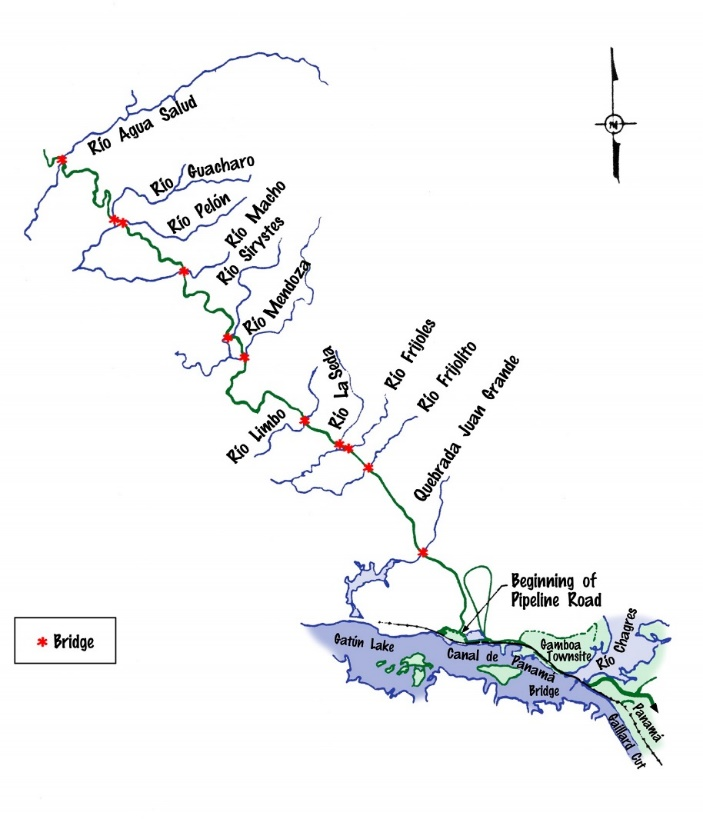 Río Agua Salud
Río Guacharo
Río Pelón
Río Macho
Río Sirystes
Río Mendoza
Río La Seda
Río Frijoles
Río Frijolito
Río Limbo
Quebrada Juan Grande
Beginning of
Pipeline Road
Bridge
Gatún Lake
Canal de
Panamá
Bridge
Gamboa
Townsite
Río Chagres
Panamá
Gaillard Cut
N